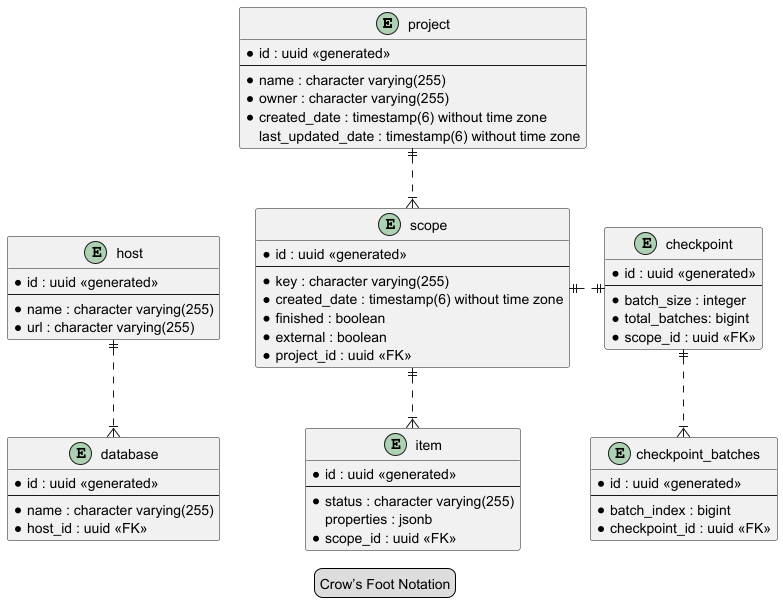 E project
* id : uuid «generated»
* name : character varying(255)
* owner : character varying(255)
* created_date : timestamp(6) without time zone
last_updated_date : timestamp(6) without time zone
E host
* id : uuid «generated»
* name : character varying(255)
* url : character varying(255)
E scope
* id : uuid «generated»
* key : character varying(255)
* created_date : timestamp(6) without time zone
* finished : boolean
* external : boolean
* project_id : uuid «FK»
E checkpoint
* id : uuid «generated»
* batch_size : integer
* total_batches: bigint
* scope_id : uuid «FK»
E database
* id : uuid «generated»
* name : character varying(255)
* host_id : uuid «FK»
E item
* id : uuid «generated»
* status : character varying(255)
properties : jsonb
* scope_id : uuid «FK»
E checkpoint_batches
* id : uuid «generated»
* batch_index : bigint
* checkpoint_id : uuid «FK»
Crow's Foot Notation